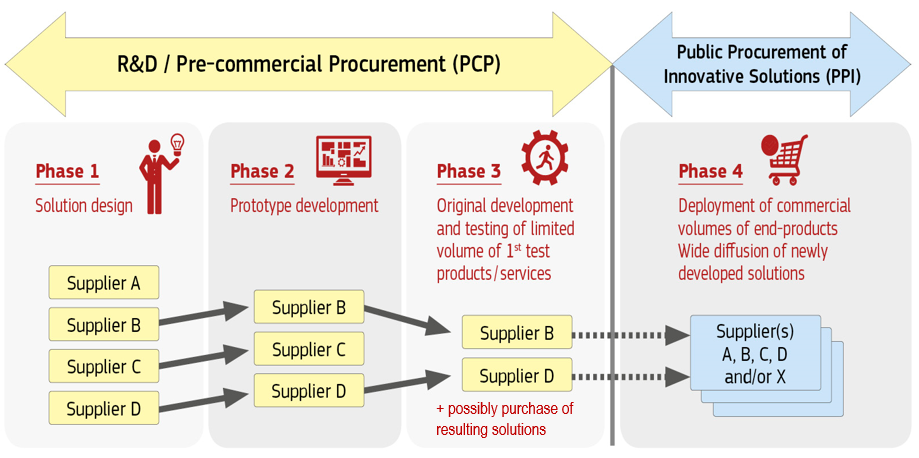 R&D / Pre-commercial Procurement (PCP)
Public Procurement of
Innovative Solutions (PPI)
Phase 1
Solution design
Supplier A
Supplier B
Supplier C
Supplier D
Phase 2
Prototype development
Supplier B
Supplier C
Supplier D
Phase 3
Original development
and testing of limited
volume of 1st test
products/services
Supplier B
Supplier D
+ possibly purchase of
resulting solutions
Phase 4
Deployment of commercial
volumes of end-products
Wide diffusion of newly
developed solutions
Supplier(s)
A, B, C, D
and/or X